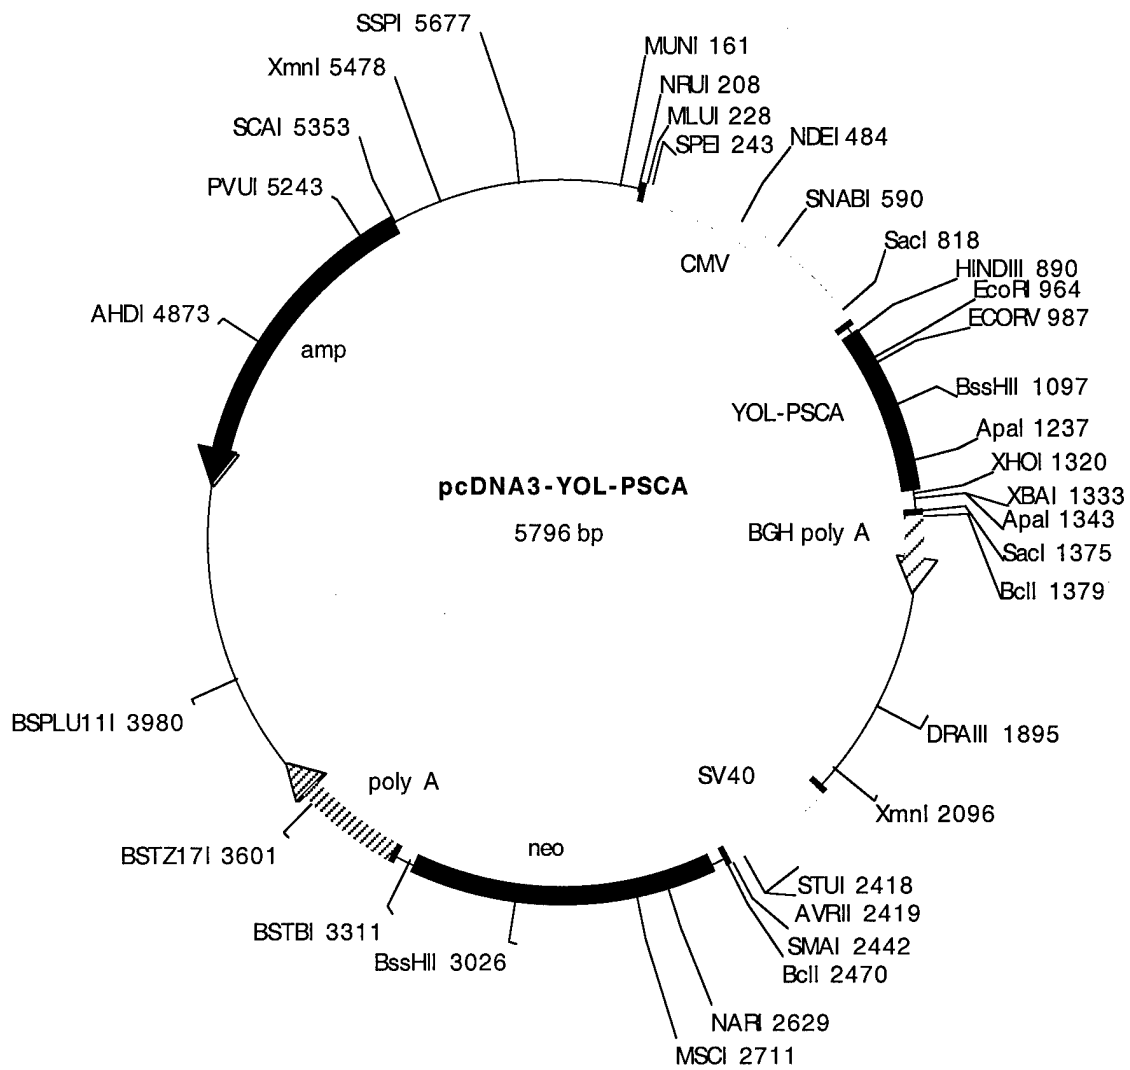 SSPI 5677
MUNI 161
XmnI 5478
NRUI 208
MLUI 228
SCAI 5353
SPEI 243
NDEI 484
PVUI 5243
SNABI 590
SacI 818
CMV
HINDIII 890
EcoRI 964
ECORV 987
AHDI 4873
amp
BssHII 1097
YOL-PSCA
ApaI 1237
XHOI 1320
pcDNA3-YOL-PSCA
XBAI 1333
ApaI 1343
5796 bp
BGH poly A
SacI 1375
BclI 1379
BSPLU11I 3980
DRAIII 1895
SV40
poly A
XmnI 2096
neo
BSTZ17I 3601
STUI 2418
AVRII 2419
BSTBI 3311
SMAI 2442
BssHII 3026
BclI 2470
NARI 2629
MSCI 2711